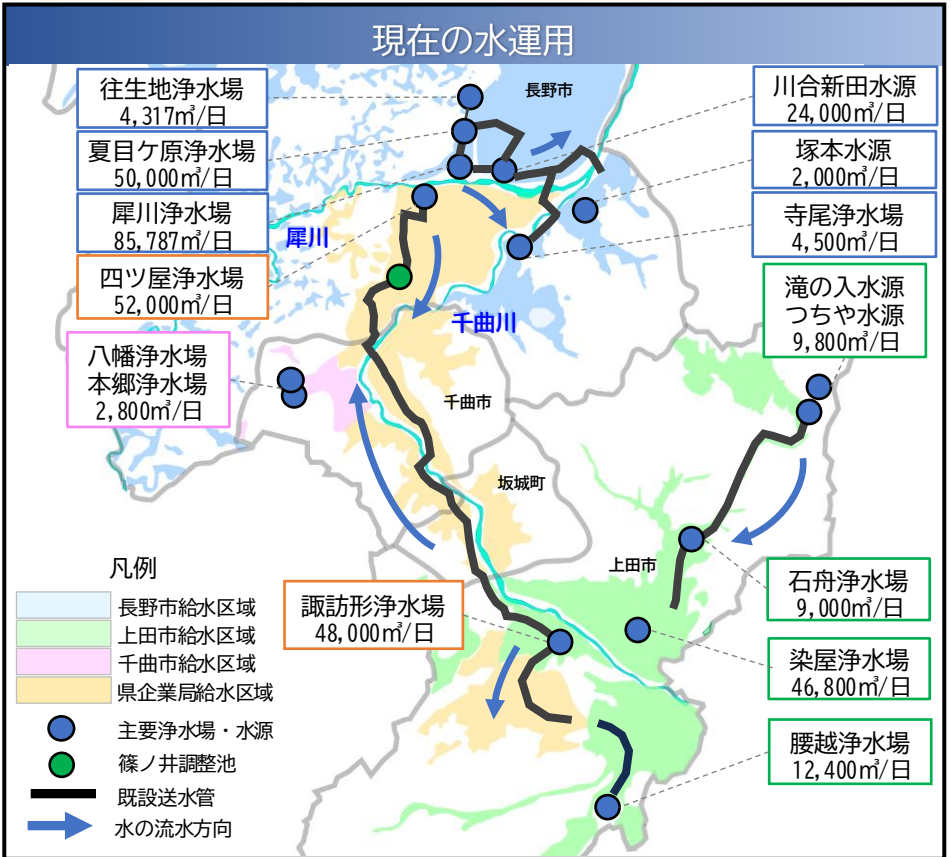 現在の水運用
往生地浄水場
4,317㎥/日
夏目ケ原浄水場
50,000㎥/日
犀川浄水場
85,787㎥/日
四ツ屋浄水場
52,000㎥/日
八幡浄水場
本郷浄水場
2,800㎥/日
長野市
犀川
千曲川
千曲市
坂城町
上田市
川合新田水源
24,000㎥/日
塚本水源
2,000㎥/日
寺尾浄水場
4,500㎥/日
滝の入水源
つちや水源
9,800㎥/日
石舟浄水場
9,000㎥/日
染屋浄水場
46,800㎥/日
腰越浄水場
12,400㎥/日
諏訪形浄水場
48,000㎥/日
凡例
長野市給水区域
上田市給水区域
千曲市給水区域
県企業局給水区域
主要浄水場・水源
篠ノ井調整池
既設送水管
水の流水方向